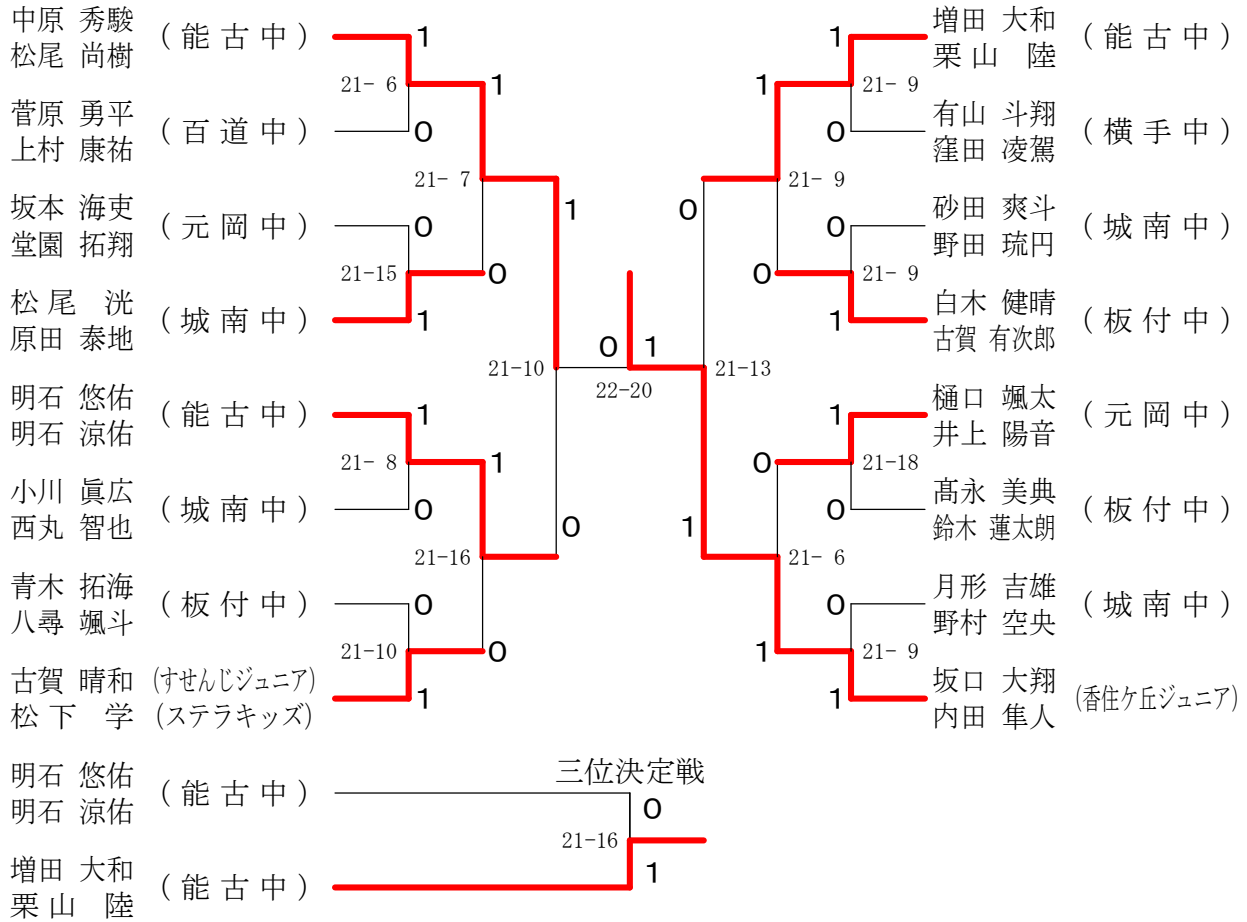 中原 秀駿
松尾 尚樹
(能古中)
1
21- 6
1
菅原 勇平
上村 康祐
(百道中)
0
21- 7
1
坂本 海吏
堂園 拓翔
(元岡中)
0
21-15
0
松尾 洸
原田 泰地
(城南中)
1
21-10
明石 悠佑
明石 涼佑
(能古中)
1
21- 8
1
小川 眞広
西丸 智也
(城南中)
0
21-16
0
青木 拓海
八尋 颯斗
(板付中)
0
21-10
0
古賀 晴和 (すせんじジュニア)
松下 学 (ステラキッズ)
1
0
1
22-20
増田 大和
栗山 陸
(能古中)
1
21- 9
1
有山 斗翔
窪田 凌駕
(横手中)
0
21- 9
0
砂田 爽斗
野田 琉円
(城南中)
0
21- 9
0
白木 健晴
古賀 有次郎
(板付中)
1
21-13
樋口 颯太
井上 陽音
(元岡中)
1
21-18
0
髙永 美典
鈴木 蓮太朗
(板付中)
0
21- 6
1
月形 吉雄
野村 空央
(城南中)
0
21- 9
1
坂口 大翔
内田 隼人
(香住ケ丘ジュニア)
1
三位決定戦
明石 悠佑
明石 涼佑
(能古中)
0
21-16
増田 大和
栗山 陸
(能古中)
1